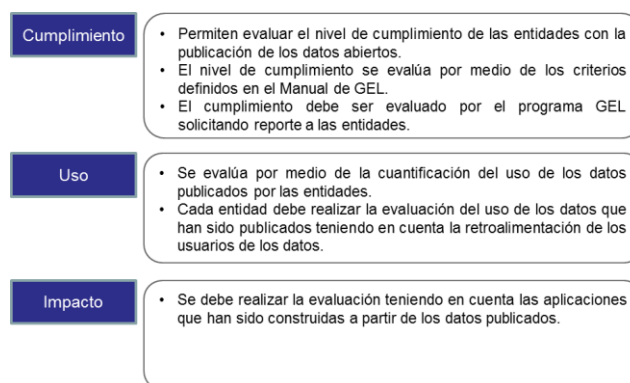 Cumplimiento
• Permiten evaluar el nivel de cumplimiento de las entidades con la
publicación de los datos abiertos.
• El nivel de cumplimiento se evalúa por medio de los criterios
definidos en el Manual de GEL.
• El cumplimiento debe ser evaluado por el programa GEL
solicitando reporte a las entidades.
Uso
• Se evalúa por medio de la cuantificación del uso de los datos
publicados por las entidades.
• Cada entidad debe realizar la evaluación del uso de los datos que
han sido publicados teniendo en cuenta la retroalimentación de los
usuarios de los datos.
Impacto
• Se debe realizar la evaluación teniendo en cuenta las aplicaciones
que han sido construidas a partir de los datos publicados.